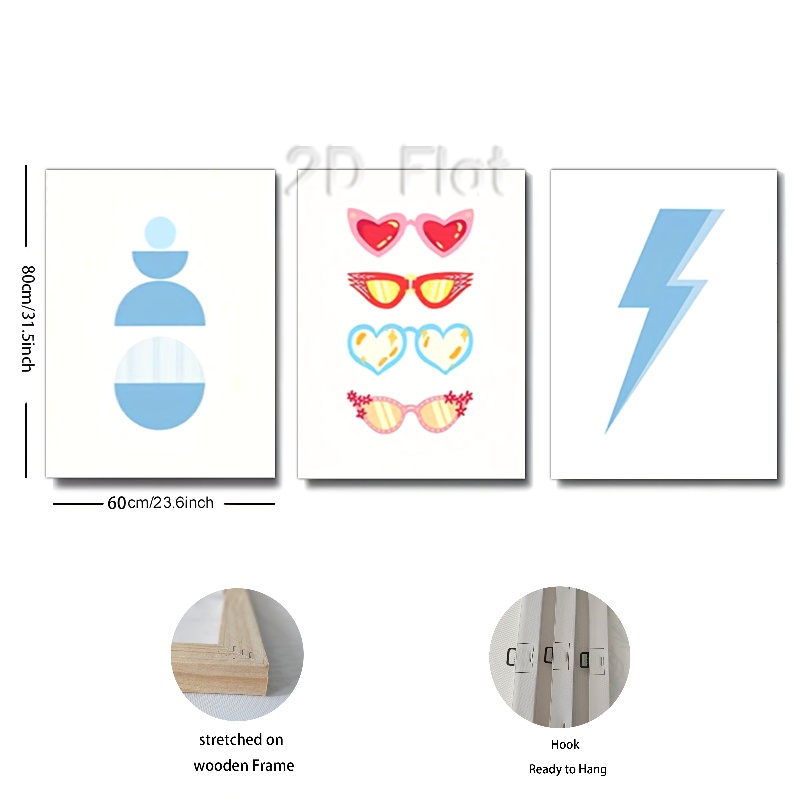 2D Flat
80cm/31.5inch
60cm/23.6inch
stretched on
wooden Frame
Hook
Ready to Hang